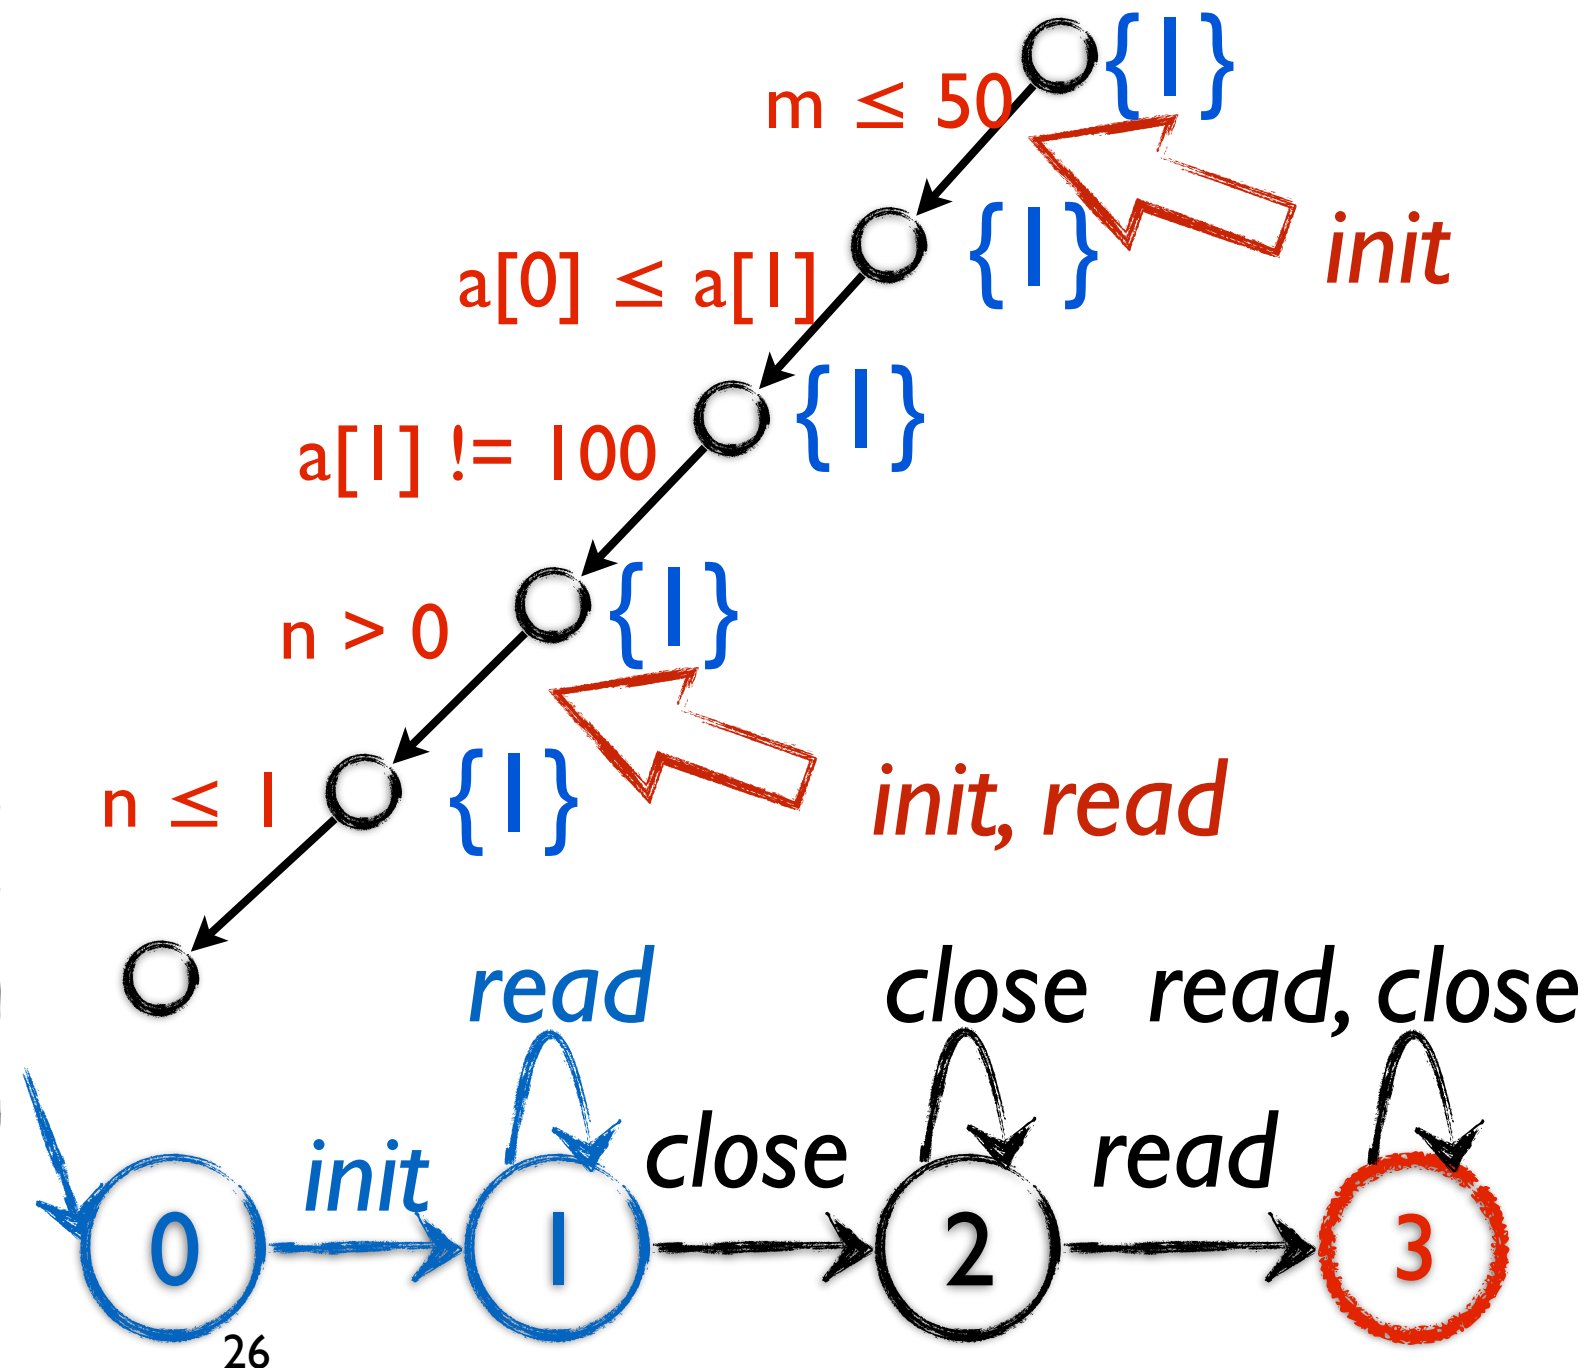 {1}
m ≤ 50
{1}
init
a[0] ≤ a[1]
{1}
a[1] != 100
{1}
n > 0
{1}
n ≤ 1
init, read
read
close
read, close
init
close
read
0
1
2
3
26